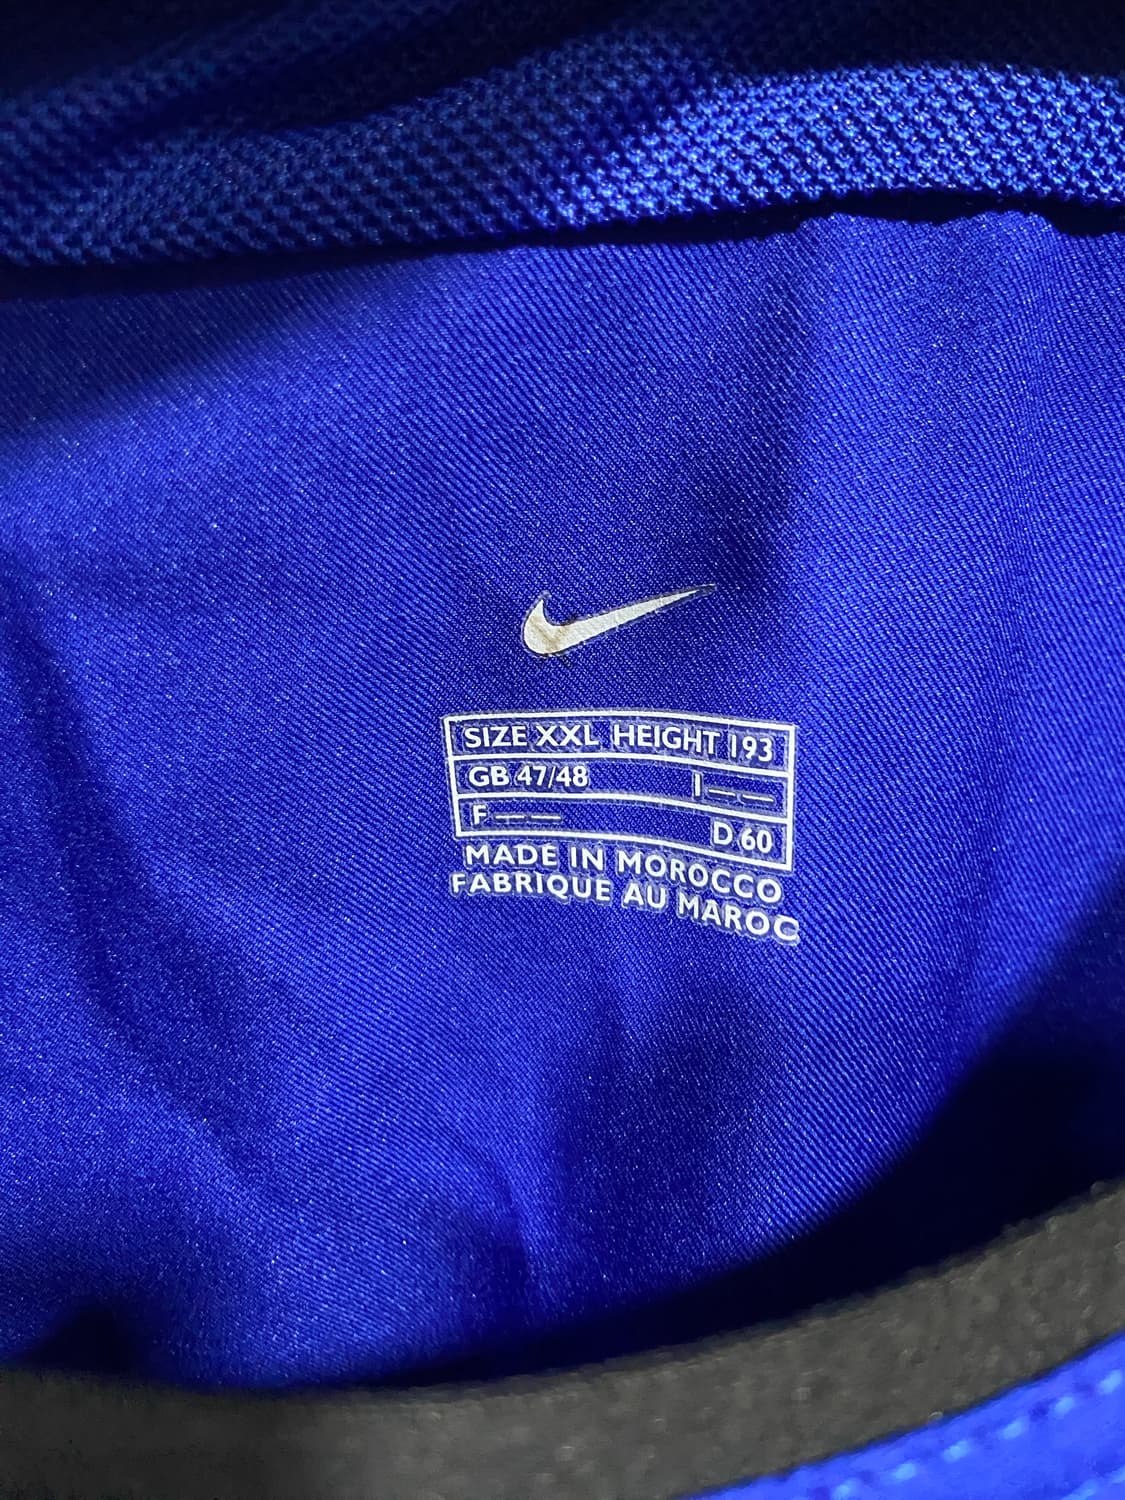 SIZE XXL HEIGHT 193
GB 47/48 I — —
F — — D 60
MADE IN MOROCCO
FABRIQUE AU MAROC